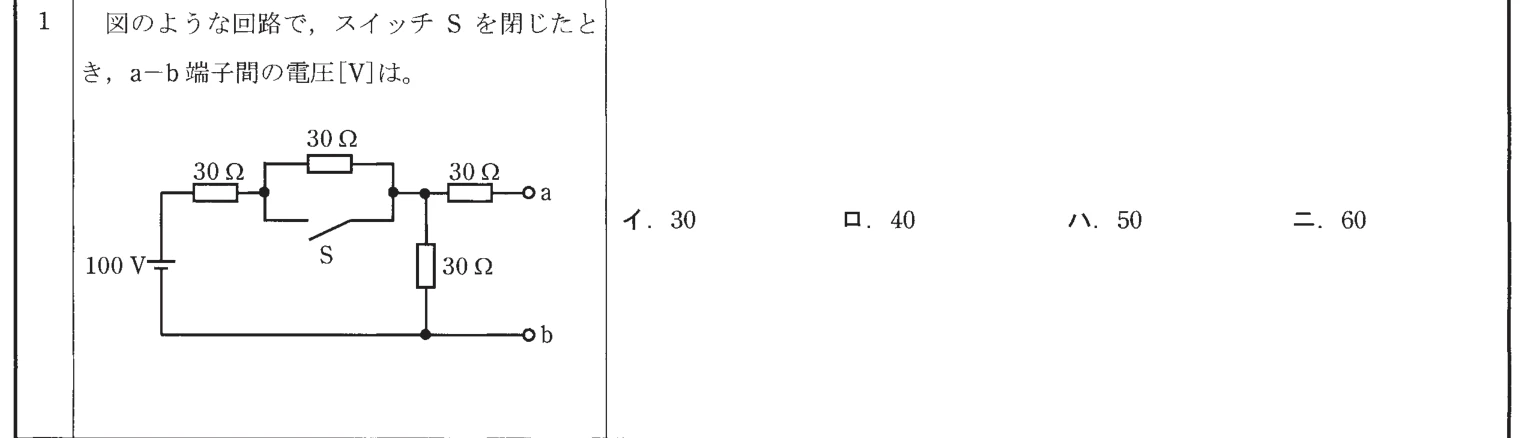 1
図のような回路で，スイッチ S を閉じたと
き，a−b 端子間の電圧[V]は。
30 Ω
30 Ω
30 Ω
a
イ．30
ロ．40
ハ．50
ニ．60
S
100 V
30 Ω
b